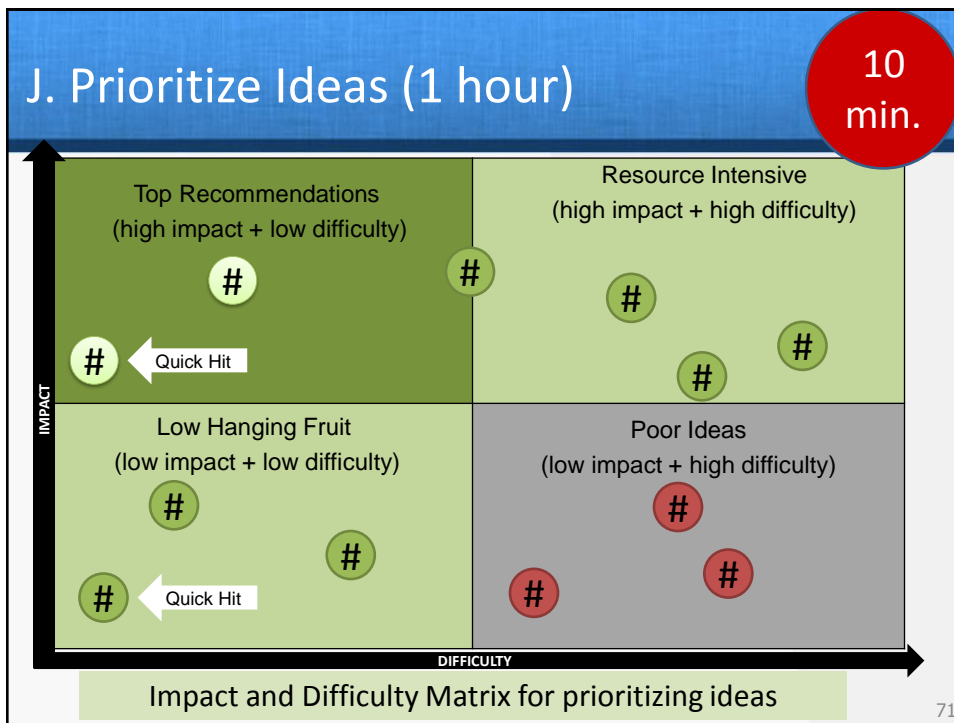 J. Prioritize Ideas (1 hour)
10
min.
Top Recommendations
(high impact + low difficulty)
Resource Intensive
(high impact + high difficulty)
#
#
#
#
#
#
Quick Hit
IMPACT
Low Hanging Fruit
(low impact + low difficulty)
Poor Ideas
(low impact + high difficulty)
#
#
#
#
#
#
Quick Hit
DIFFICULTY
Impact and Difficulty Matrix for prioritizing ideas
71